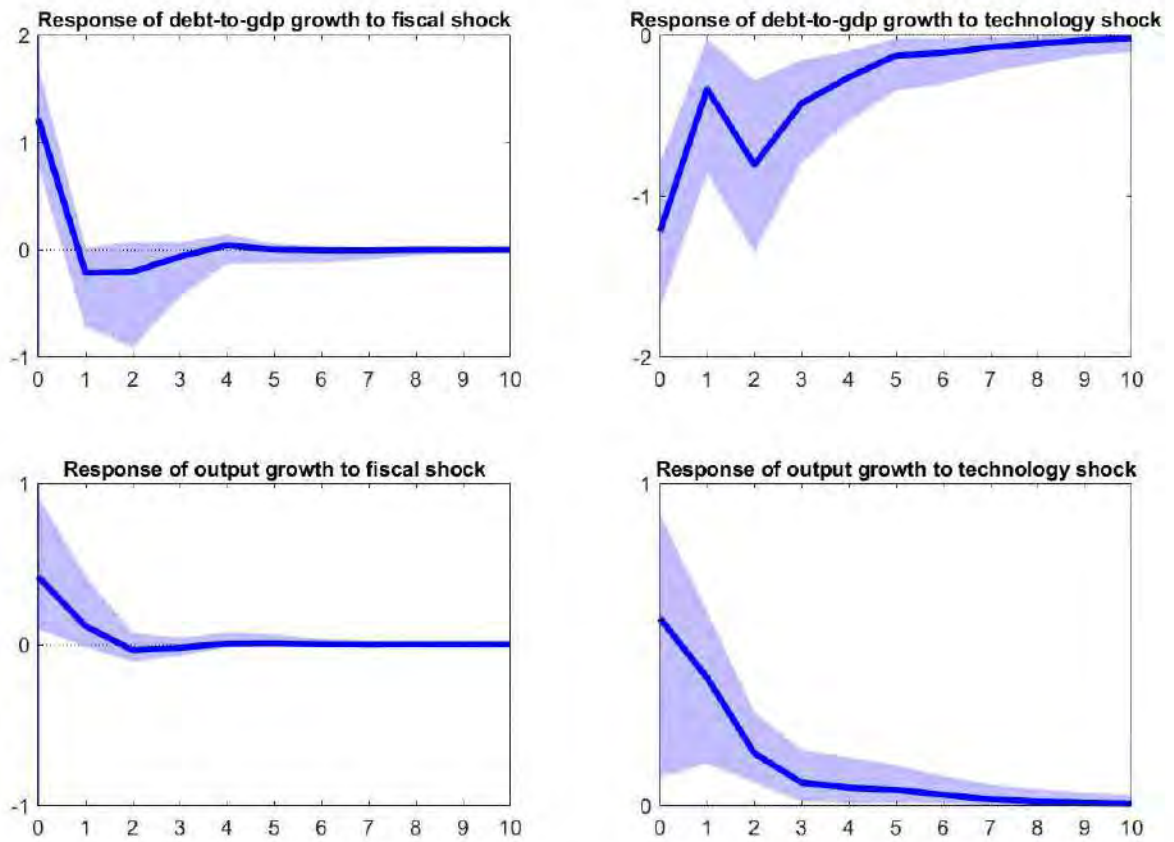 Response of debt-to-gdp growth to fiscal shock
2
1
0
-1
0 1 2 3 4 5 6 7 8 9 10
Response of debt-to-gdp growth to technology shock
0
-1
-2
0 1 2 3 4 5 6 7 8 9 10
Response of output growth to fiscal shock
1
0
-1
0 1 2 3 4 5 6 7 8 9 10
Response of output growth to technology shock
1
0
0 1 2 3 4 5 6 7 8 9 10